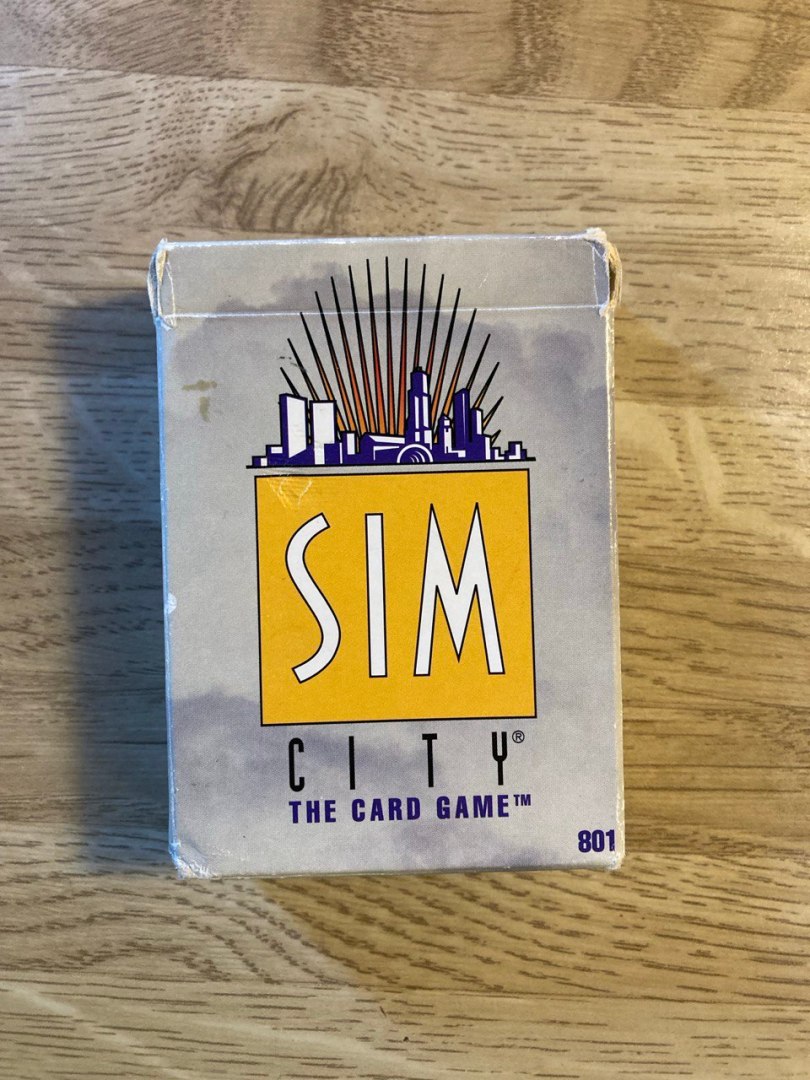 SIM
CITY®
THE CARD GAME™
801